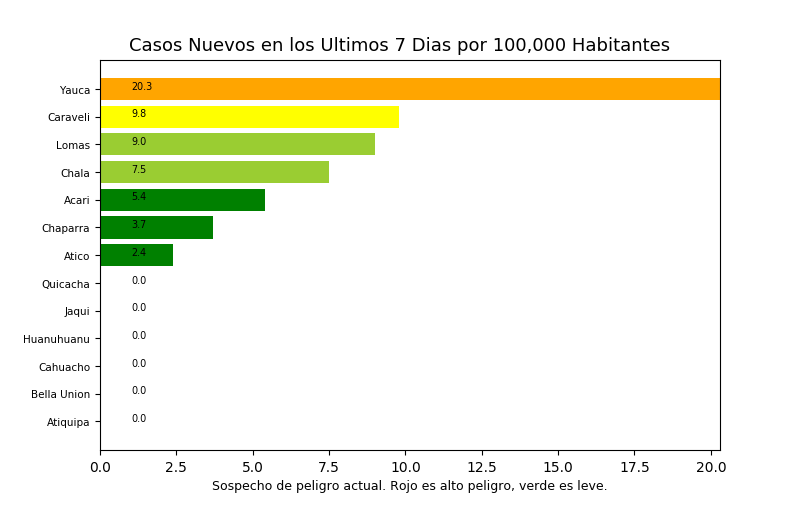 Casos Nuevos en los Ultimos 7 Dias por 100,000 Habitantes
Yauca 20.3
Caraveli 9.8
Lomas 9.0
Chala 7.5
Acari 5.4
Chaparra 3.7
Atico 2.4
Quicacha 0.0
Jaqui 0.0
Huanuhuanu 0.0
Cahuacho 0.0
Bella Union 0.0
Atiquipa 0.0
0.0 2.5 5.0 7.5 10.0 12.5 15.0 17.5 20.0
Sospecho de peligro actual. Rojo es alto peligro, verde es leve.